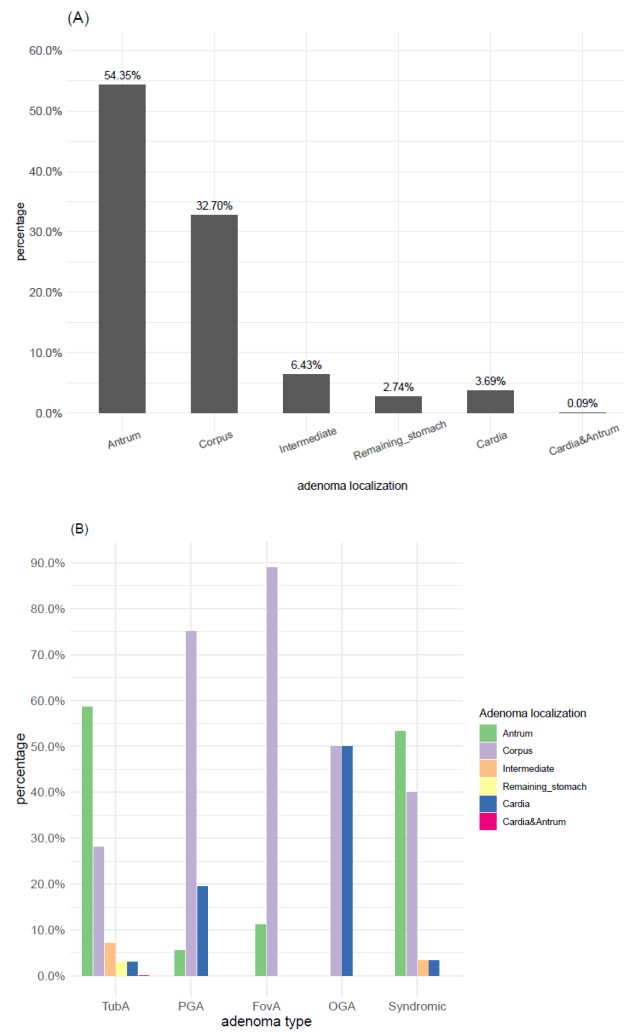 (A)
60.0%
50.0%
40.0%
30.0%
20.0%
10.0%
0.0%
percentage
54.35%
32.70%
6.43%
2.74%
3.69%
0.09%
Antrum
Corpus
Intermediate
Remaining_stomach
Cardia
Cardia&Antrum
adenoma localization
(B)
90.0%
80.0%
70.0%
60.0%
50.0%
40.0%
30.0%
20.0%
10.0%
0.0%
percentage
TubA
PGA
FovA
OGA
Syndromic
adenoma type
Adenoma localization
Antrum
Corpus
Intermediate
Remaining_stomach
Cardia
Cardia&Antrum